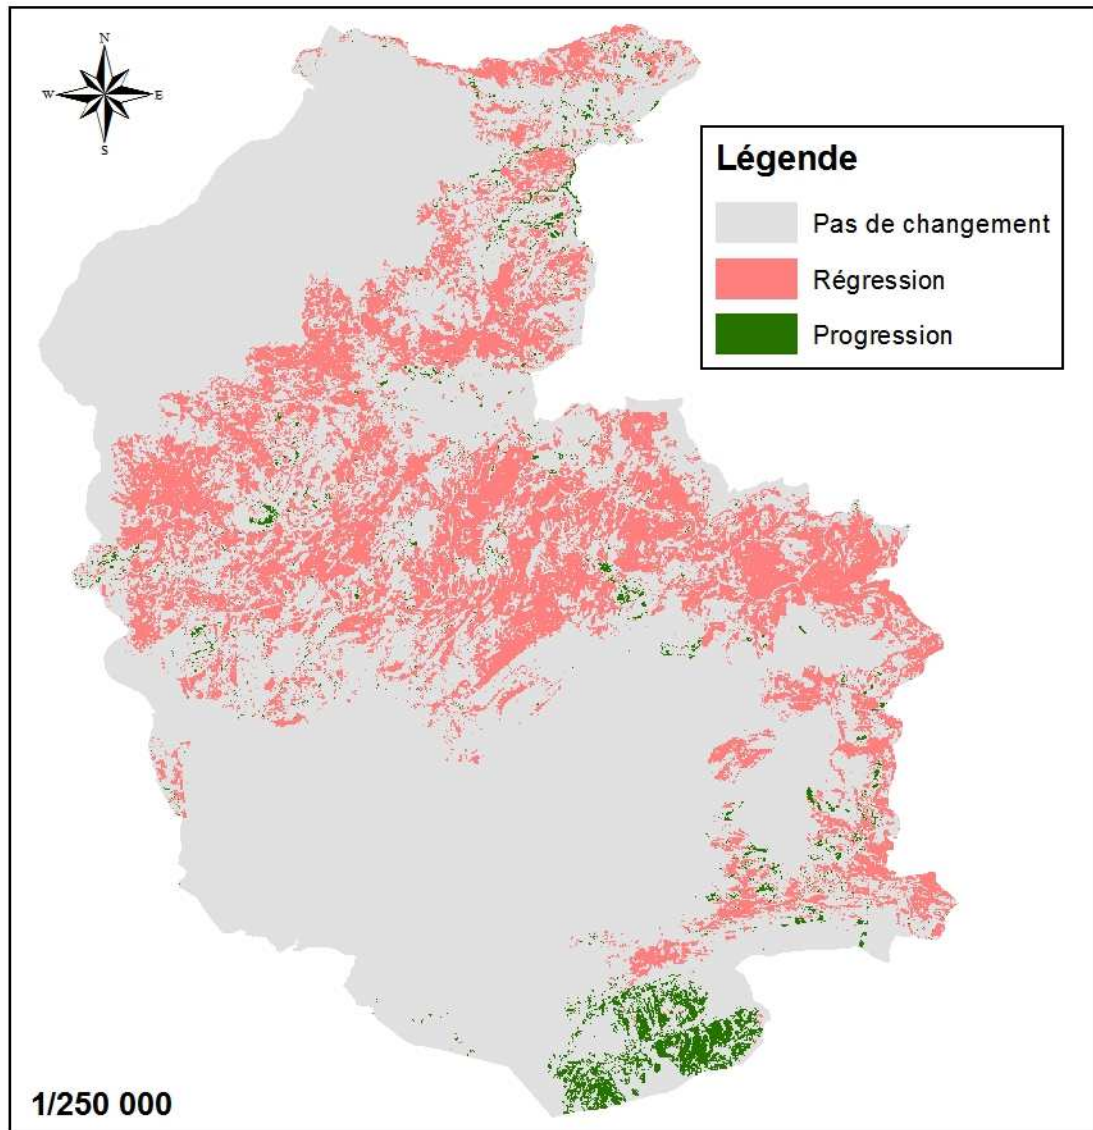 N
W E
S
Légende
Pas de changement
Régression
Progression
1/250 000